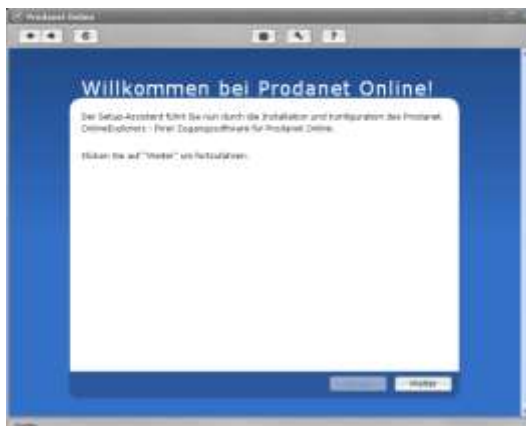 Prodanet Online
Willkommen bei Prodanet Online!
Der Setup-Assistent führt Sie nun durch die Installation und Konfiguration des Prodanet
OnlineExplorers - Ihrer Zugangssoftware für Prodanet Online.
Klicken Sie auf "Weiter" um fortzufahren.
Weiter